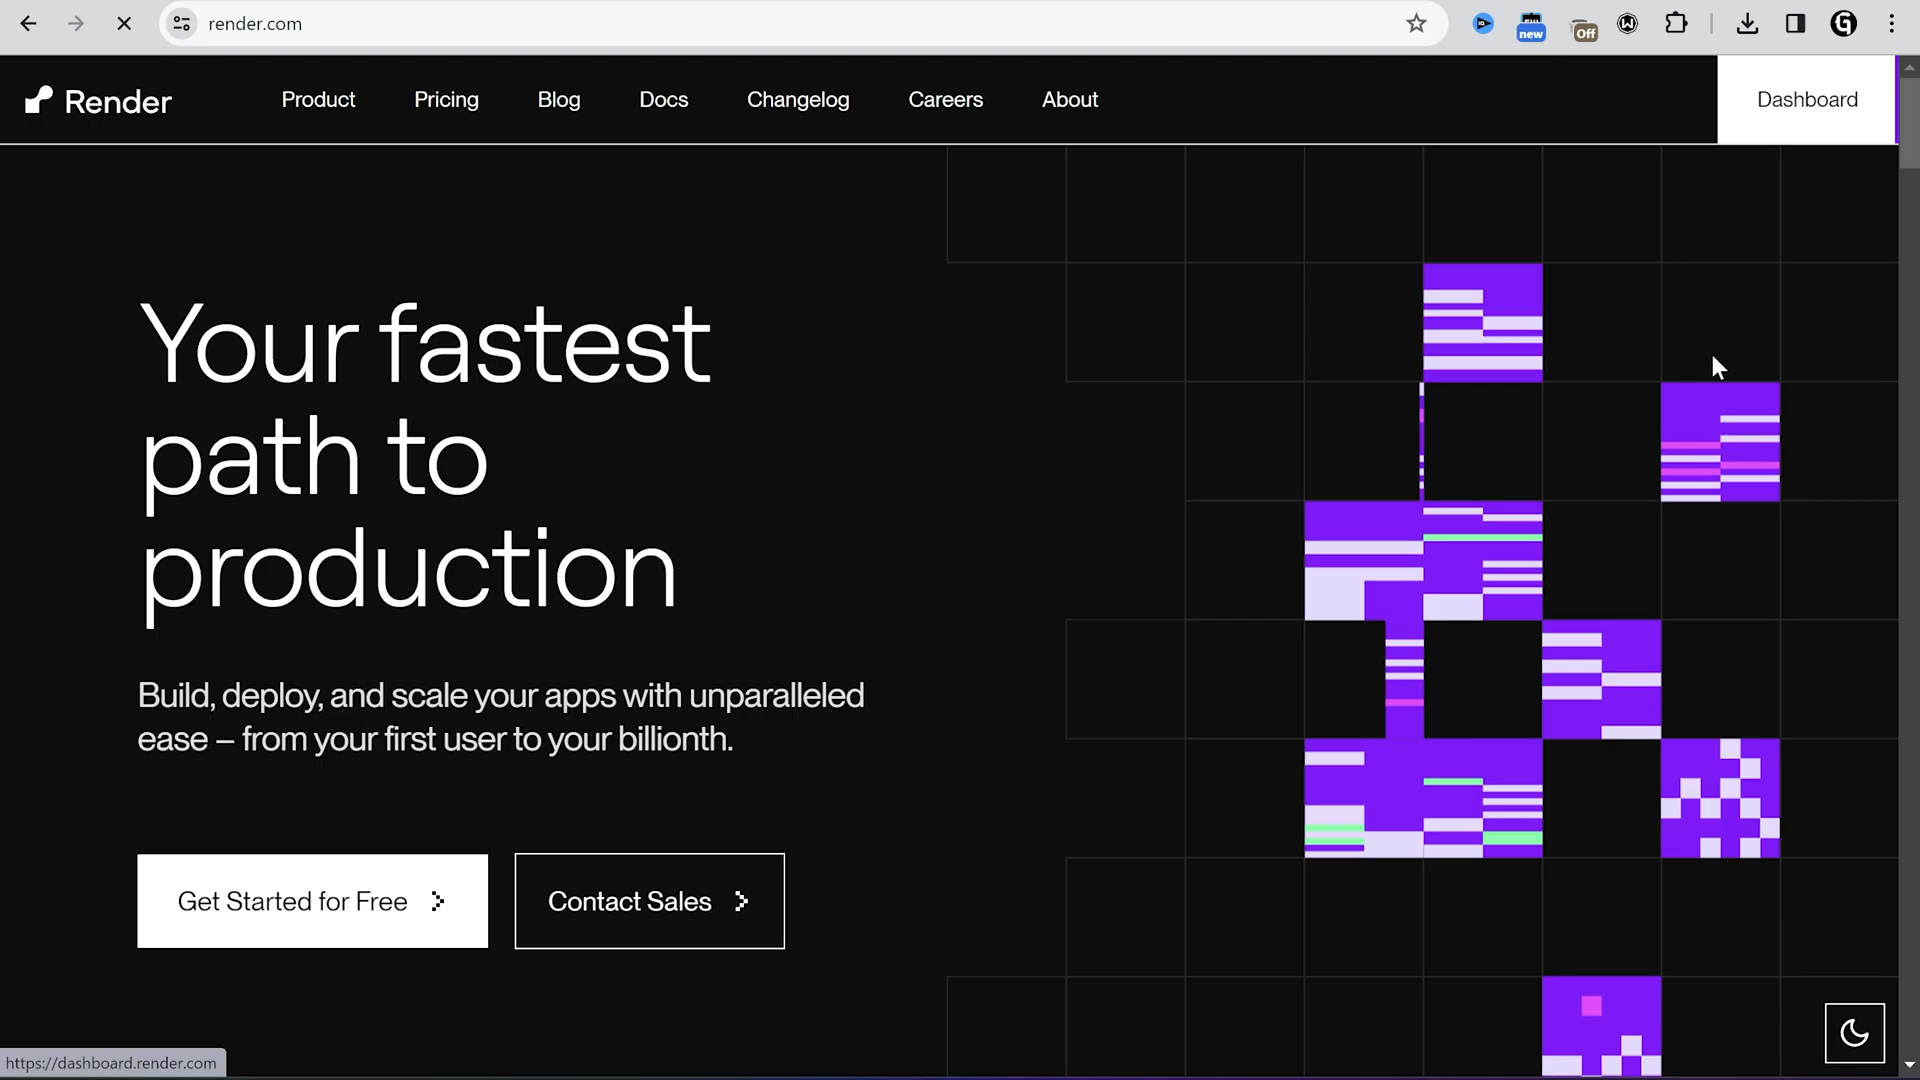 render.com
new
Off
Render
Product
Pricing
Blog
Docs
Changelog
Careers
About
Dashboard
Your fastest
path to
production
Build, deploy, and scale your apps with unparalleled
ease – from your first user to your billionth.
Get Started for Free
Contact Sales
https://dashboard.render.com